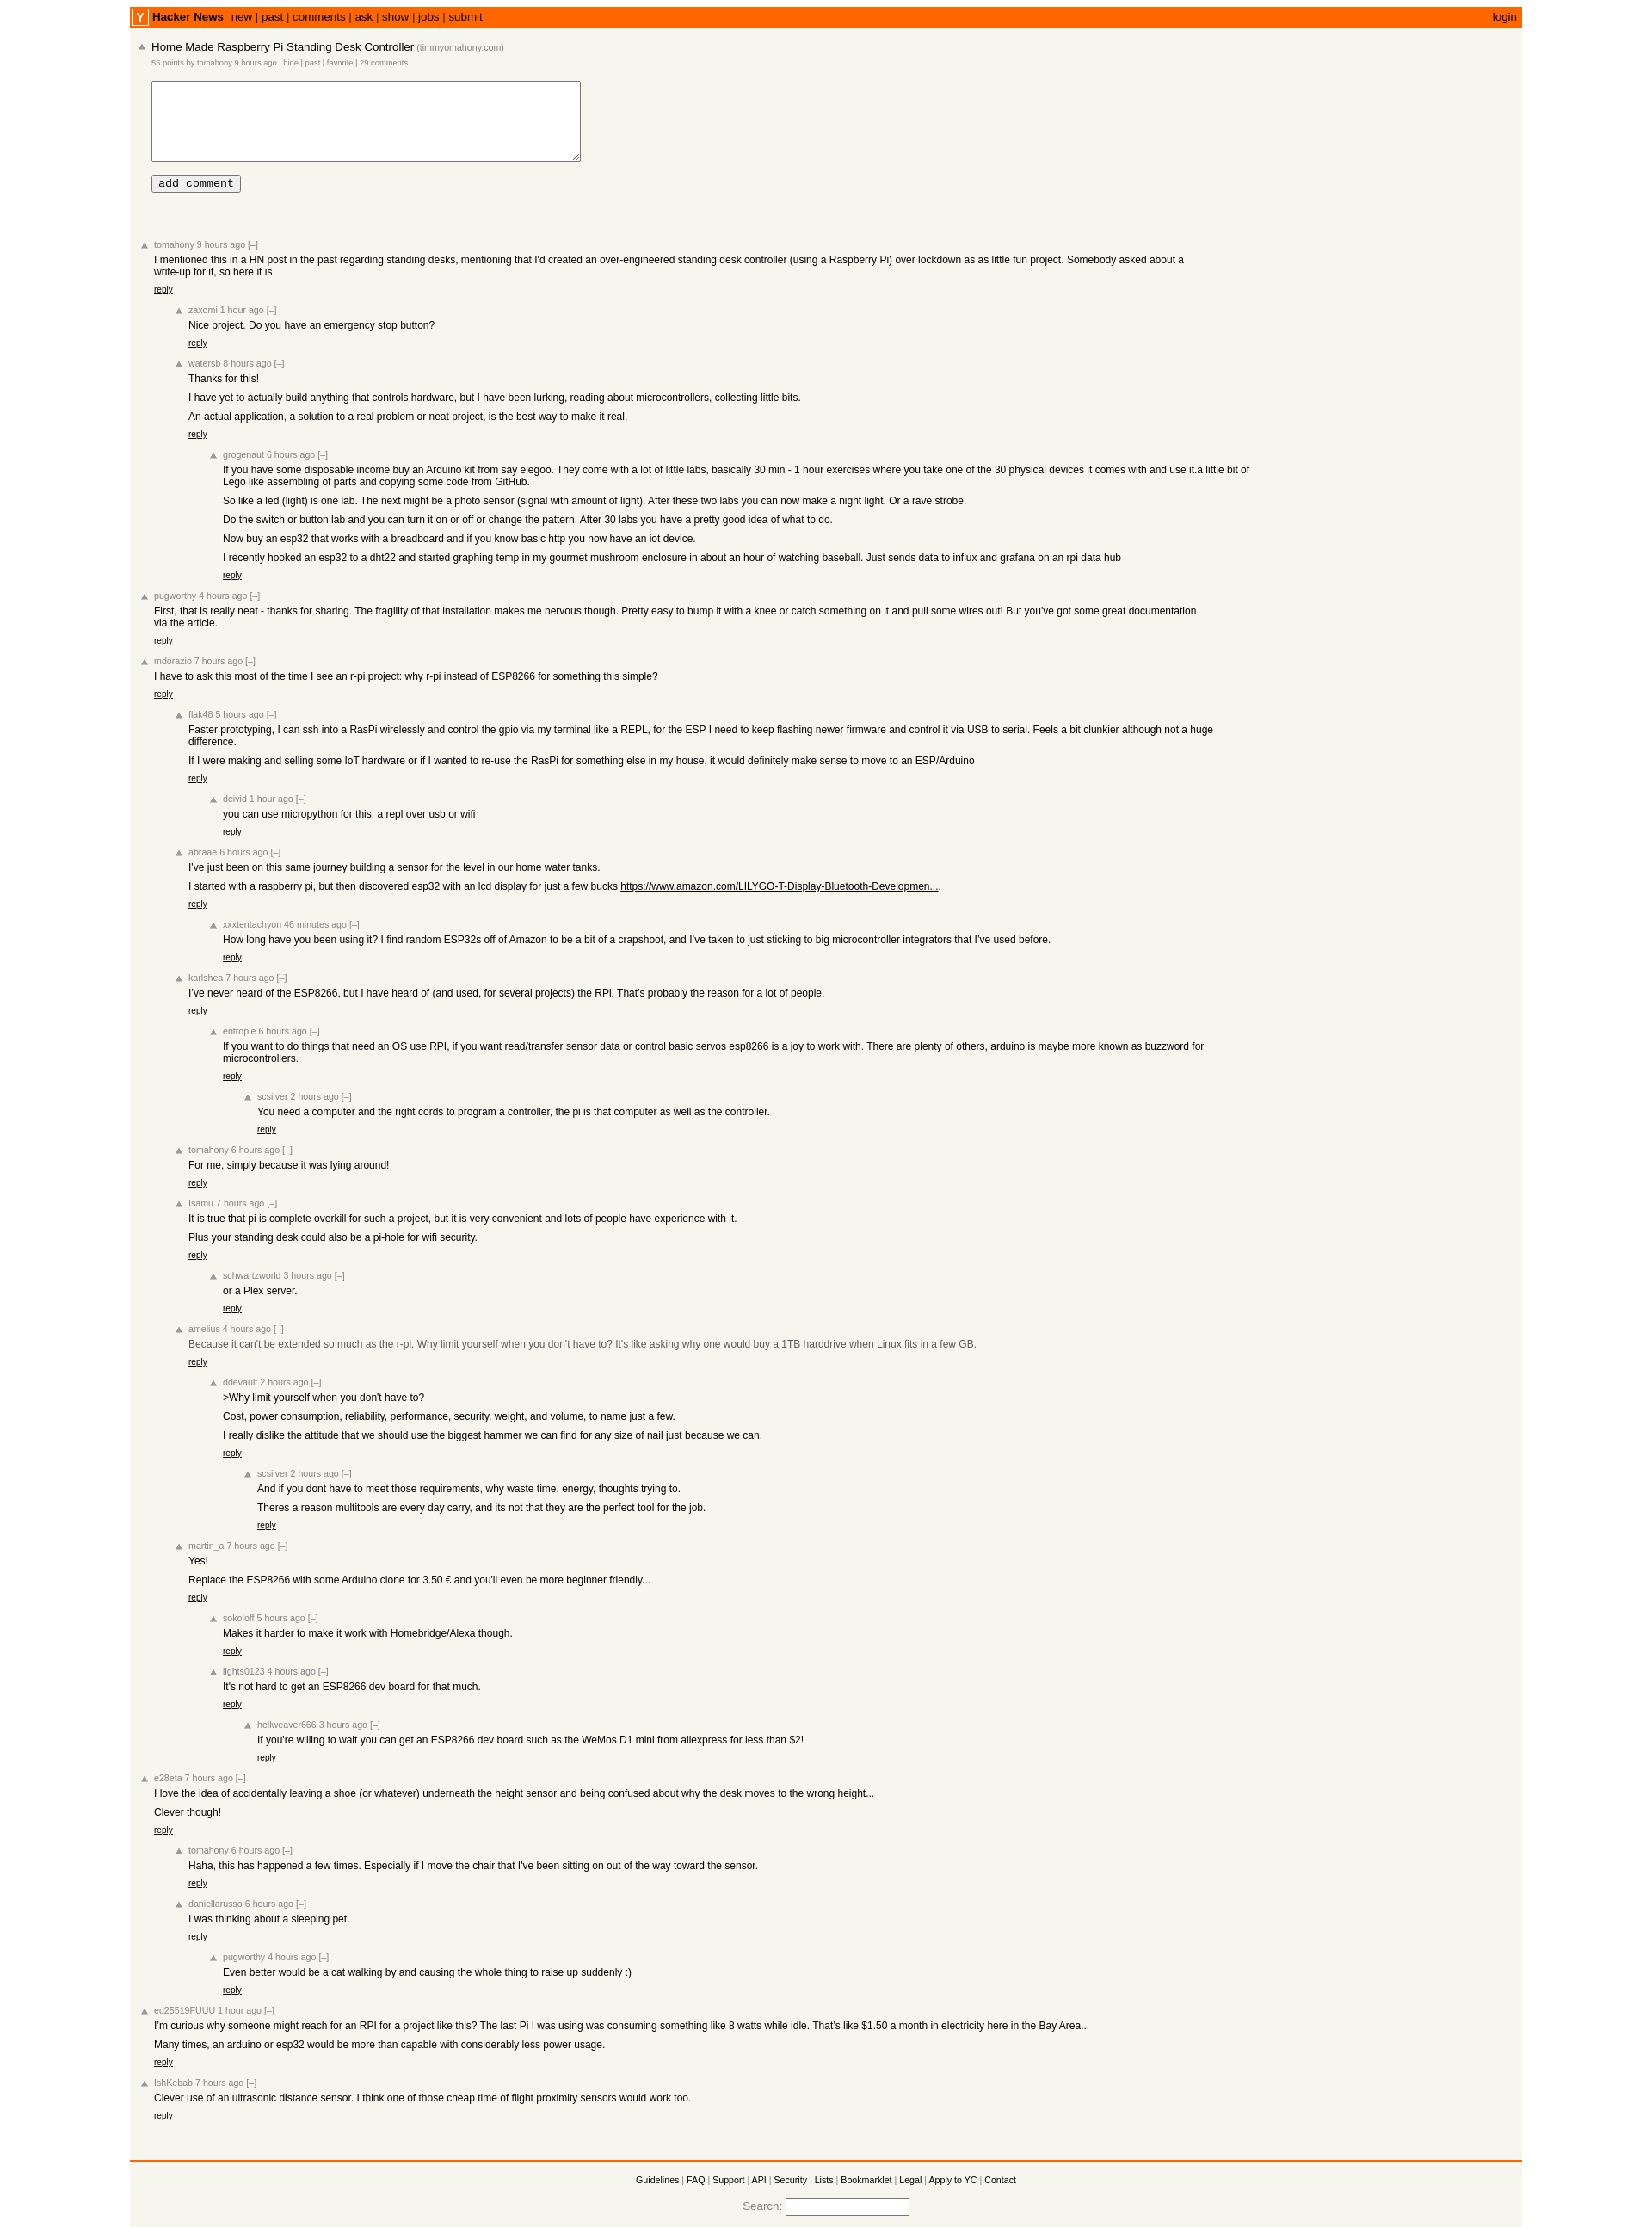 Y Hacker News new | past | comments | ask | show | jobs | submit login
Home Made Raspberry Pi Standing Desk Controller (timmyomahony.com)
55 points by tomahony 9 hours ago | hide | past | favorite | 29 comments
add comment
tomahony 9 hours ago [–]
I mentioned this in a HN post in the past regarding standing desks, mentioning that I'd created an over-engineered standing desk controller (using a Raspberry Pi) over lockdown as as little fun project. Somebody asked about a
write-up for it, so here it is
reply
zaxomi 1 hour ago [–]
Nice project. Do you have an emergency stop button?
reply
watersb 8 hours ago [–]
Thanks for this!
I have yet to actually build anything that controls hardware, but I have been lurking, reading about microcontrollers, collecting little bits.
An actual application, a solution to a real problem or neat project, is the best way to make it real.
reply
grogenaut 6 hours ago [–]
If you have some disposable income buy an Arduino kit from say elegoo. They come with a lot of little labs, basically 30 min - 1 hour exercises where you take one of the 30 physical devices it comes with and use it.a little bit of
Lego like assembling of parts and copying some code from GitHub.
So like a led (light) is one lab. The next might be a photo sensor (signal with amount of light). After these two labs you can now make a night light. Or a rave strobe.
Do the switch or button lab and you can turn it on or off or change the pattern. After 30 labs you have a pretty good idea of what to do.
Now buy an esp32 that works with a breadboard and if you know basic http you now have an iot device.
I recently hooked an esp32 to a dht22 and started graphing temp in my gourmet mushroom enclosure in about an hour of watching baseball. Just sends data to influx and grafana on an rpi data hub
reply
pugworthy 4 hours ago [–]
First, that is really neat - thanks for sharing. The fragility of that installation makes me nervous though. Pretty easy to bump it with a knee or catch something on it and pull some wires out! But you've got some great documentation
via the article.
reply
mdorazio 7 hours ago [–]
I have to ask this most of the time I see an r-pi project: why r-pi instead of ESP8266 for something this simple?
reply
flak48 5 hours ago [–]
Faster prototyping, I can ssh into a RasPi wirelessly and control the gpio via my terminal like a REPL, for the ESP I need to keep flashing newer firmware and control it via USB to serial. Feels a bit clunkier although not a huge
difference.
If I were making and selling some IoT hardware or if I wanted to re-use the RasPi for something else in my house, it would definitely make sense to move to an ESP/Arduino
reply
deivid 1 hour ago [–]
you can use micropython for this, a repl over usb or wifi
reply
abraae 6 hours ago [–]
I've just been on this same journey building a sensor for the level in our home water tanks.
I started with a raspberry pi, but then discovered esp32 with an lcd display for just a few bucks https://www.amazon.com/LILYGO-T-Display-Bluetooth-Developmen....
reply
xxxtentachyon 46 minutes ago [–]
How long have you been using it? I find random ESP32s off of Amazon to be a bit of a crapshoot, and I've taken to just sticking to big microcontroller integrators that I've used before.
reply
karlshea 7 hours ago [–]
I've never heard of the ESP8266, but I have heard of (and used, for several projects) the RPi. That's probably the reason for a lot of people.
reply
entropie 6 hours ago [–]
If you want to do things that need an OS use RPI, if you want read/transfer sensor data or control basic servos esp8266 is a joy to work with. There are plenty of others, arduino is maybe more known as buzzword for
microcontrollers.
reply
scsilver 2 hours ago [–]
You need a computer and the right cords to program a controller, the pi is that computer as well as the controller.
reply
tomahony 6 hours ago [–]
For me, simply because it was lying around!
reply
Isamu 7 hours ago [–]
It is true that pi is complete overkill for such a project, but it is very convenient and lots of people have experience with it.
Plus your standing desk could also be a pi-hole for wifi security.
reply
schwartzworld 3 hours ago [–]
or a Plex server.
reply
amelius 4 hours ago [–]
Because it can't be extended so much as the r-pi. Why limit yourself when you don't have to? It's like asking why one would buy a 1TB harddrive when Linux fits in a few GB.
reply
ddevault 2 hours ago [–]
>Why limit yourself when you don't have to?
Cost, power consumption, reliability, performance, security, weight, and volume, to name just a few.
I really dislike the attitude that we should use the biggest hammer we can find for any size of nail just because we can.
reply
scsilver 2 hours ago [–]
And if you dont have to meet those requirements, why waste time, energy, thoughts trying to.
Theres a reason multitools are every day carry, and its not that they are the perfect tool for the job.
reply
martin_a 7 hours ago [–]
Yes!
Replace the ESP8266 with some Arduino clone for 3.50 € and you'll even be more beginner friendly...
reply
sokoloff 5 hours ago [–]
Makes it harder to make it work with Homebridge/Alexa though.
reply
lights0123 4 hours ago [–]
It's not hard to get an ESP8266 dev board for that much.
reply
hellweaver666 3 hours ago [–]
If you're willing to wait you can get an ESP8266 dev board such as the WeMos D1 mini from aliexpress for less than $2!
reply
e28eta 7 hours ago [–]
I love the idea of accidentally leaving a shoe (or whatever) underneath the height sensor and being confused about why the desk moves to the wrong height...
Clever though!
reply
tomahony 6 hours ago [–]
Haha, this has happened a few times. Especially if I move the chair that I've been sitting on out of the way toward the sensor.
reply
daniellarusso 6 hours ago [–]
I was thinking about a sleeping pet.
reply
pugworthy 4 hours ago [–]
Even better would be a cat walking by and causing the whole thing to raise up suddenly :)
reply
ed25519FUUU 1 hour ago [–]
I'm curious why someone might reach for an RPI for a project like this? The last Pi I was using was consuming something like 8 watts while idle. That's like $1.50 a month in electricity here in the Bay Area...
Many times, an arduino or esp32 would be more than capable with considerably less power usage.
reply
IshKebab 7 hours ago [–]
Clever use of an ultrasonic distance sensor. I think one of those cheap time of flight proximity sensors would work too.
reply
Guidelines | FAQ | Support | API | Security | Lists | Bookmarklet | Legal | Apply to YC | Contact
Search: